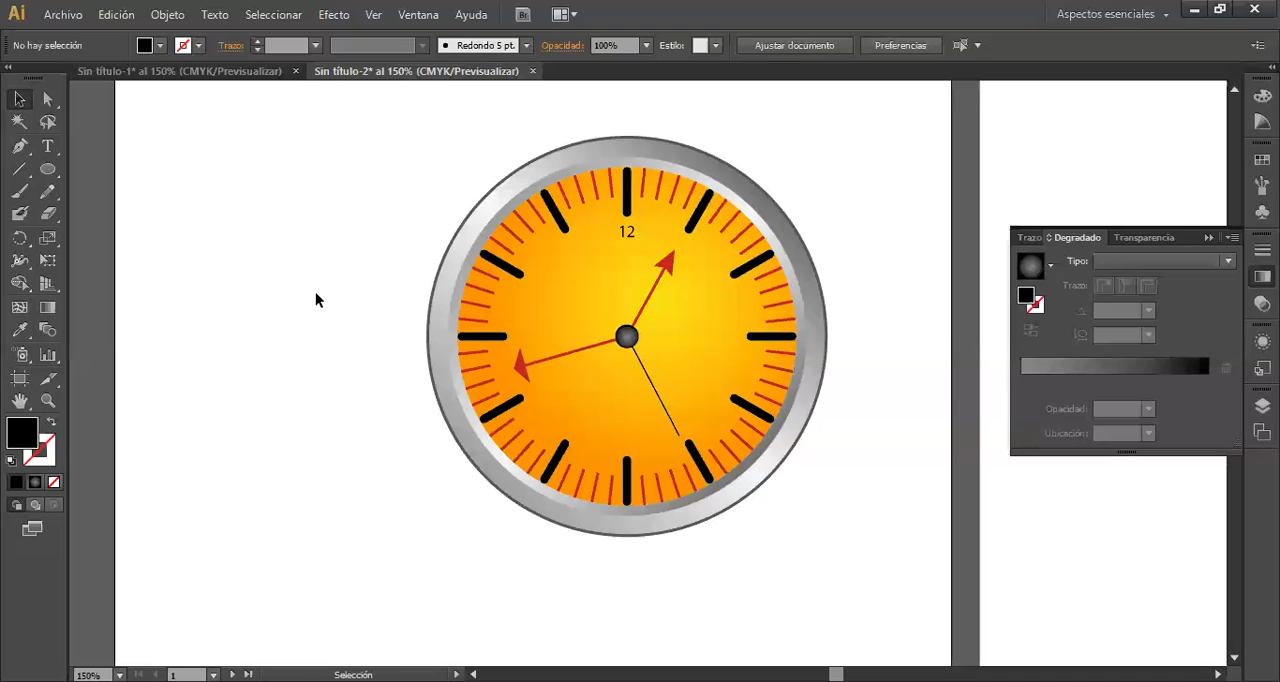 Ai Archivo Edición Objeto Texto Seleccionar Efecto Ver Ventana Ayuda Br Aspectos esenciales
No hay selección Trazo: Redondo 5 pt. Opacidad: 100% Estilo: Ajustar documento Preferencias
Sin título-1* al 150% (CMYK/Previsualizar) × Sin título-2* al 150% (CMYK/Previsualizar) ×
T
12
Trazo Degradado Transparencia
Tipo:
Trazo:
Opacidad:
Ubicación:
150% 1 Selección